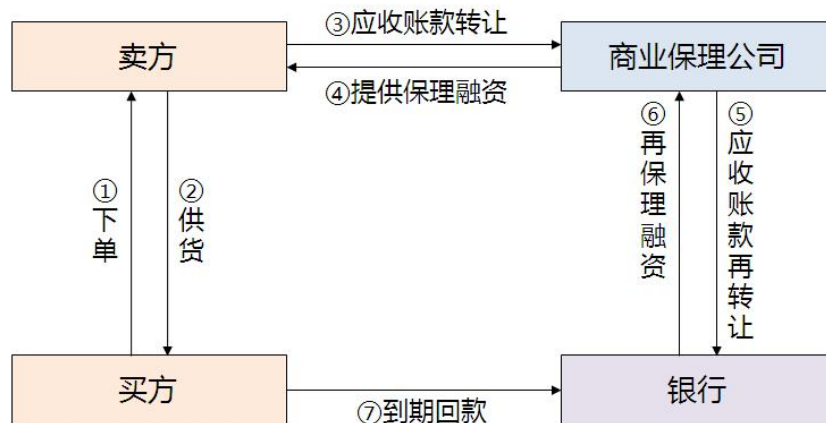 ③应收账款转让
卖方
商业保理公司
④提供保理融资
①下单
②供货
⑥再保理融资
⑤应收账款再转让
买方
银行
⑦到期回款